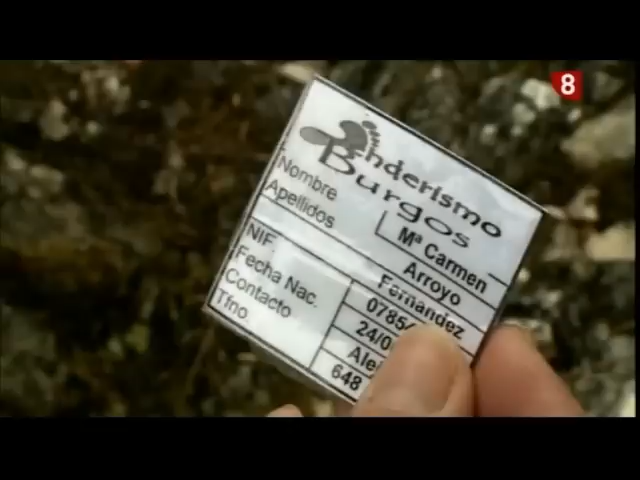 8
Senderismo
Burgos
Nombre Mª Carmen
Apellidos Arroyo
Fernandez
NIF 0785
Fecha Nac. 24/0
Contacto Ale
Tfno. 648